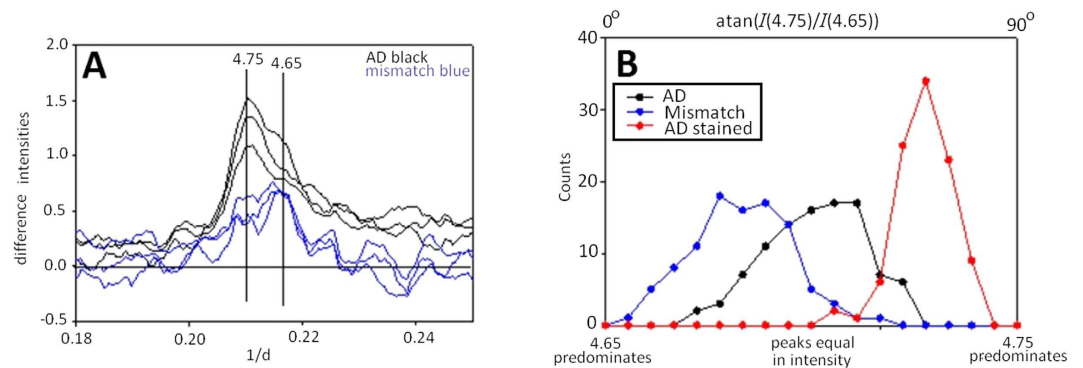 A
4.75 4.65
AD black
mismatch blue
difference intensities
2.0
1.5
1.0
0.5
0.0
-0.5
0.18 0.20 0.22 0.24
1/d
B
0º atan(I(4.75)/I(4.65)) 90º
AD
Mismatch
AD stained
Counts
40
30
20
10
0
4.65 peaks equal 4.75
predominates in intensity predominates